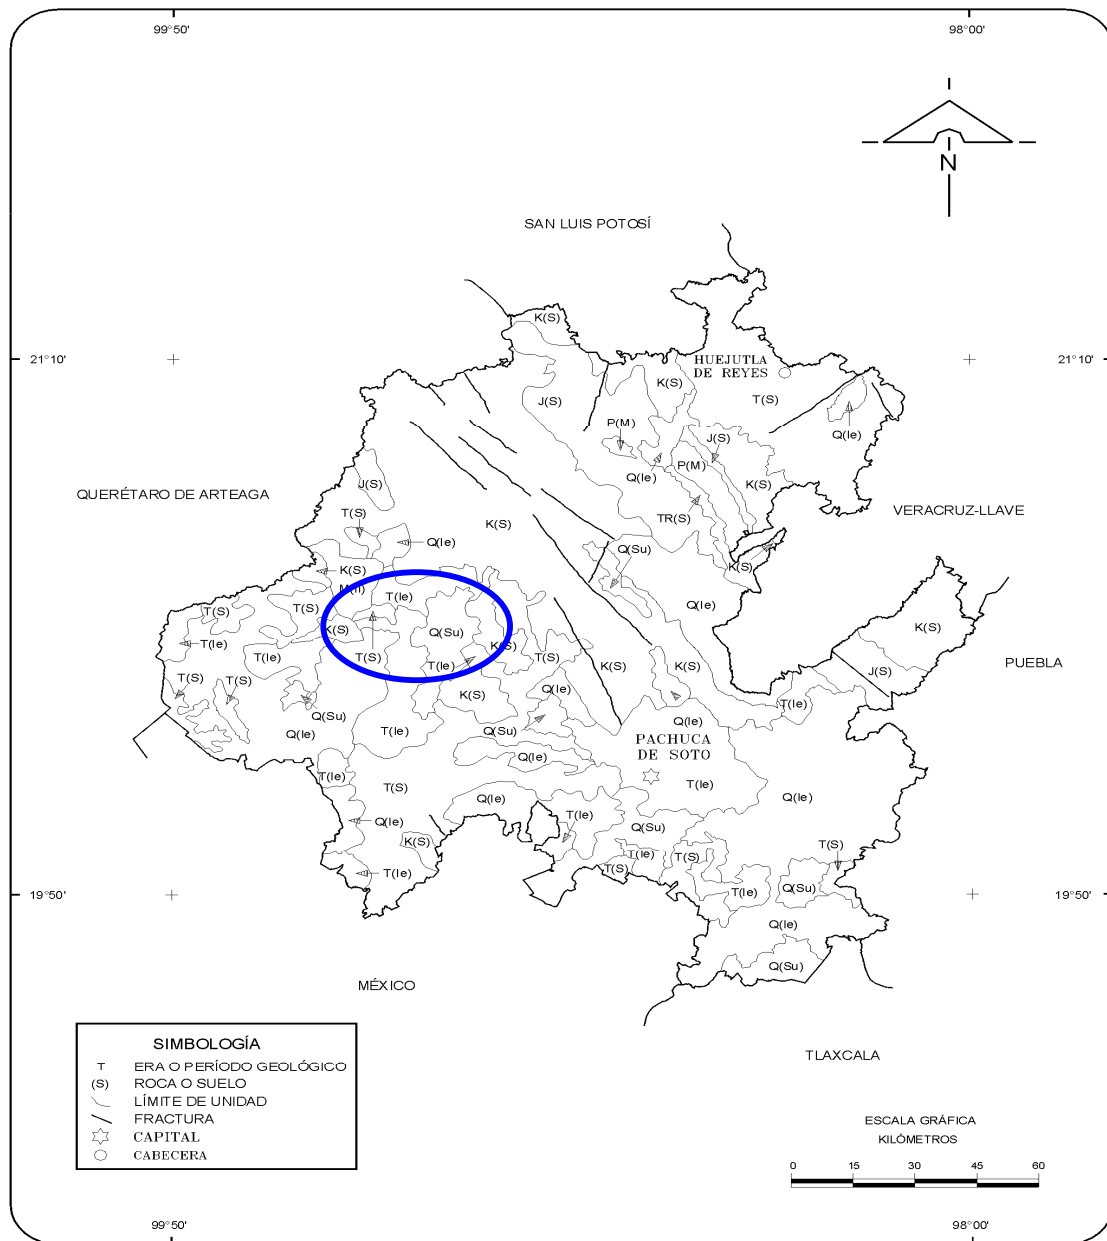 99°50'
98°00'
N
SAN LUIS POTOSÍ
K(S)
21°10'
HUEJUTLA
DE REYES
21°10'
K(S)
J(S)
T(S)
P(M)
J(S)
Q(Ie)
P(M)
Q(Ie)
J(S)
K(S)
QUERÉTARO DE ARTEAGA
T(S)
VERACRUZ-LLAVE
TR(S)
K(S)
Q(Ie)
Q(Su)
K(S)
K(S)
T(Ie)
T(S)
T(S)
Q(Ie)
K(S)
K(S)
Q(Su)
T(Ie)
K(S)
T(Ie)
T(S)
T(Ie)
T(S)
K(S)
K(S)
PUEBLA
J(S)
T(S)
T(S)
Q(Ie)
K(S)
T(Ie)
Q(Su)
Q(Ie)
Q(Ie)
T(Ie)
Q(Su)
PACHUCA
DE SOTO
Q(Ie)
T(Ie)
T(S)
T(Ie)
Q(Ie)
Q(Ie)
Q(Ie)
T(Ie)
Q(Su)
K(S)
T(S)
T(Ie)
T(S)
T(Ie)
T(S)
Q(Su)
T(Ie)
19°50'
19°50'
Q(Ie)
Q(Su)
MÉXICO
TLAXCALA
SIMBOLOGÍA
T ERA O PERÍODO GEOLÓGICO
(S) ROCA O SUELO
LÍMITE DE UNIDAD
FRACTURA
CAPITAL
CABECERA
ESCALA GRÁFICA
KILÓMETROS
0 15 30 45 60
99°50'
98°00'